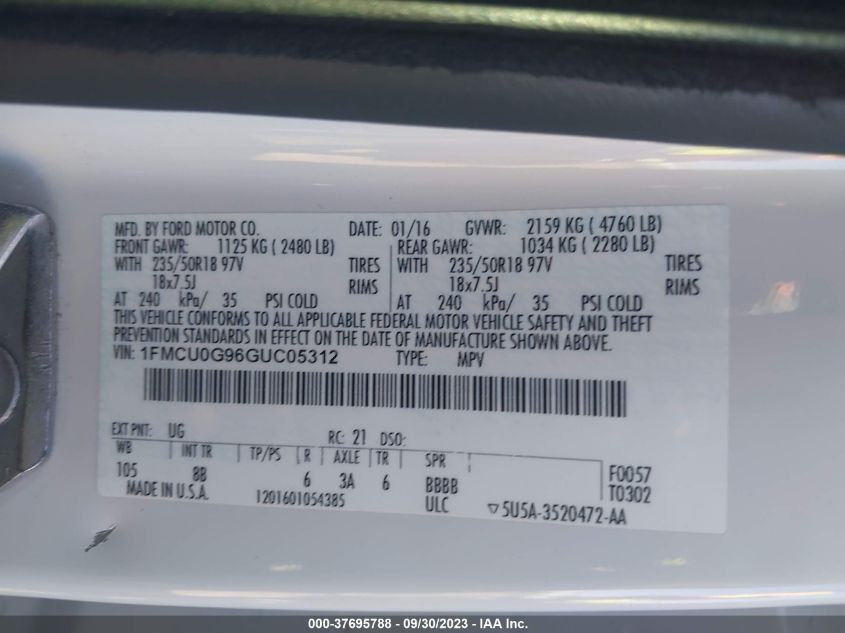 MFD. BY FORD MOTOR CO. DATE: 01/16 GVWR: 2159 KG ( 4760 LB)
FRONT GAWR: 1125 KG ( 2480 LB) REAR GAWR: 1034 KG ( 2280 LB)
WITH 235/50R18 97V TIRES WITH 235/50R18 97V TIRES
18x7.5J RIMS 18x7.5J RIMS
AT 240 kPa/ 35 PSI COLD AT 240 kPa/ 35 PSI COLD
THIS VEHICLE CONFORMS TO ALL APPLICABLE FEDERAL MOTOR VEHICLE SAFETY AND THEFT
PREVENTION STANDARDS IN EFFECT ON THE DATE OF MANUFACTURE SHOWN ABOVE.
VIN: 1FMCU0G96GUC05312 TYPE: MPV
EXT PNT: UG RC: 21 DSO:
WB INT TR TP/PS R AXLE TR SPR
105 8B 6 3A 6 BBBB F0057
MADE IN U.S.A. 1201601054385 ULC T0302
▽5U5A-3520472-AA
000-37695788 - 09/30/2023 - IAA Inc.